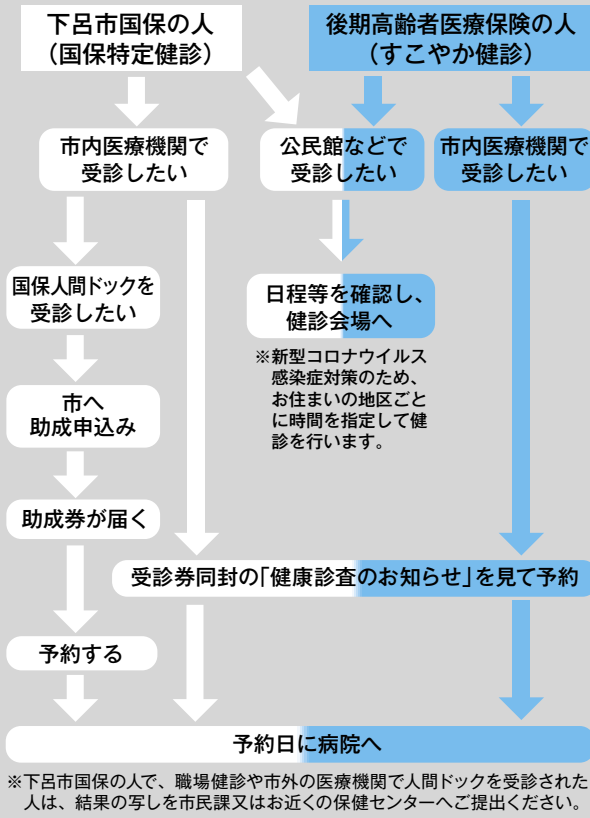 下呂市国保の人
（国保特定健診）
後期高齢者医療保険の人
（すこやか健診）
市内医療機関で
受診したい
公民館などで
受診したい
市内医療機関で
受診したい
国保人間ドックを
受診したい
日程等を確認し、
健診会場へ
※新型コロナウイルス
感染症対策のため、
お住まいの地区ごと
に時間を指定して健
診を行います。
市へ
助成申込み
助成券が届く
受診券同封の「健康診査のお知らせ」を見て予約
予約する
予約日に病院へ
※下呂市国保の人で、職場健診や市外の医療機関で人間ドックを受診された
人は、結果の写しを市民課又はお近くの保健センターへご提出ください。